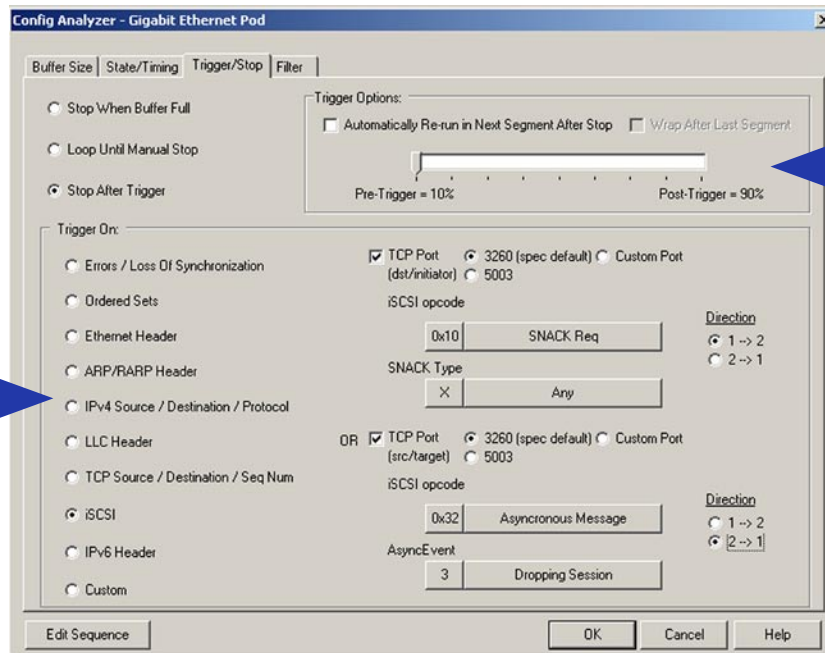 Config Analyzer - Gigabit Ethernet Pod
Buffer Size State/Timing Trigger/Stop Filter
Stop When Buffer Full
Loop Until Manual Stop
Stop After Trigger
Trigger Options:
Automatically Re-run in Next Segment After Stop Wrap After Last Segment
Pre-Trigger = 10% Post-Trigger = 90%
Trigger On:
Errors / Loss Of Synchronization
Ordered Sets
Ethernet Header
ARP/RARP Header
IPv4 Source / Destination / Protocol
LLC Header
TCP Source / Destination / Seq Num
iSCSI
IPv6 Header
Custom
TCP Port 3260 (spec default) Custom Port
(dst/initiator) 5003
iSCSI opcode
0x10 SNACK Req
SNACK Type
X Any
Direction
1 --> 2
2 --> 1
OR TCP Port 3260 (spec default) Custom Port
(src/target) 5003
iSCSI opcode
0x32 Asyncronous Message
AsyncEvent
3 Dropping Session
Direction
1 --> 2
2 --> 1
Edit Sequence OK Cancel Help